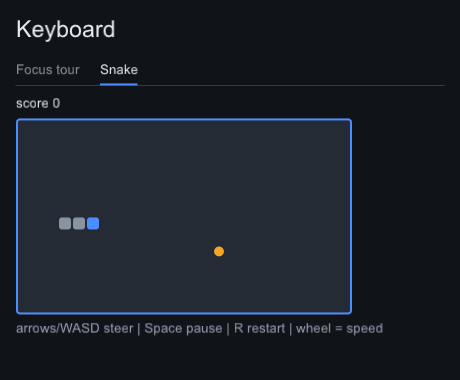 Keyboard
Focus tour Snake
score 0
arrows/WASD steer | Space pause | R restart | wheel = speed